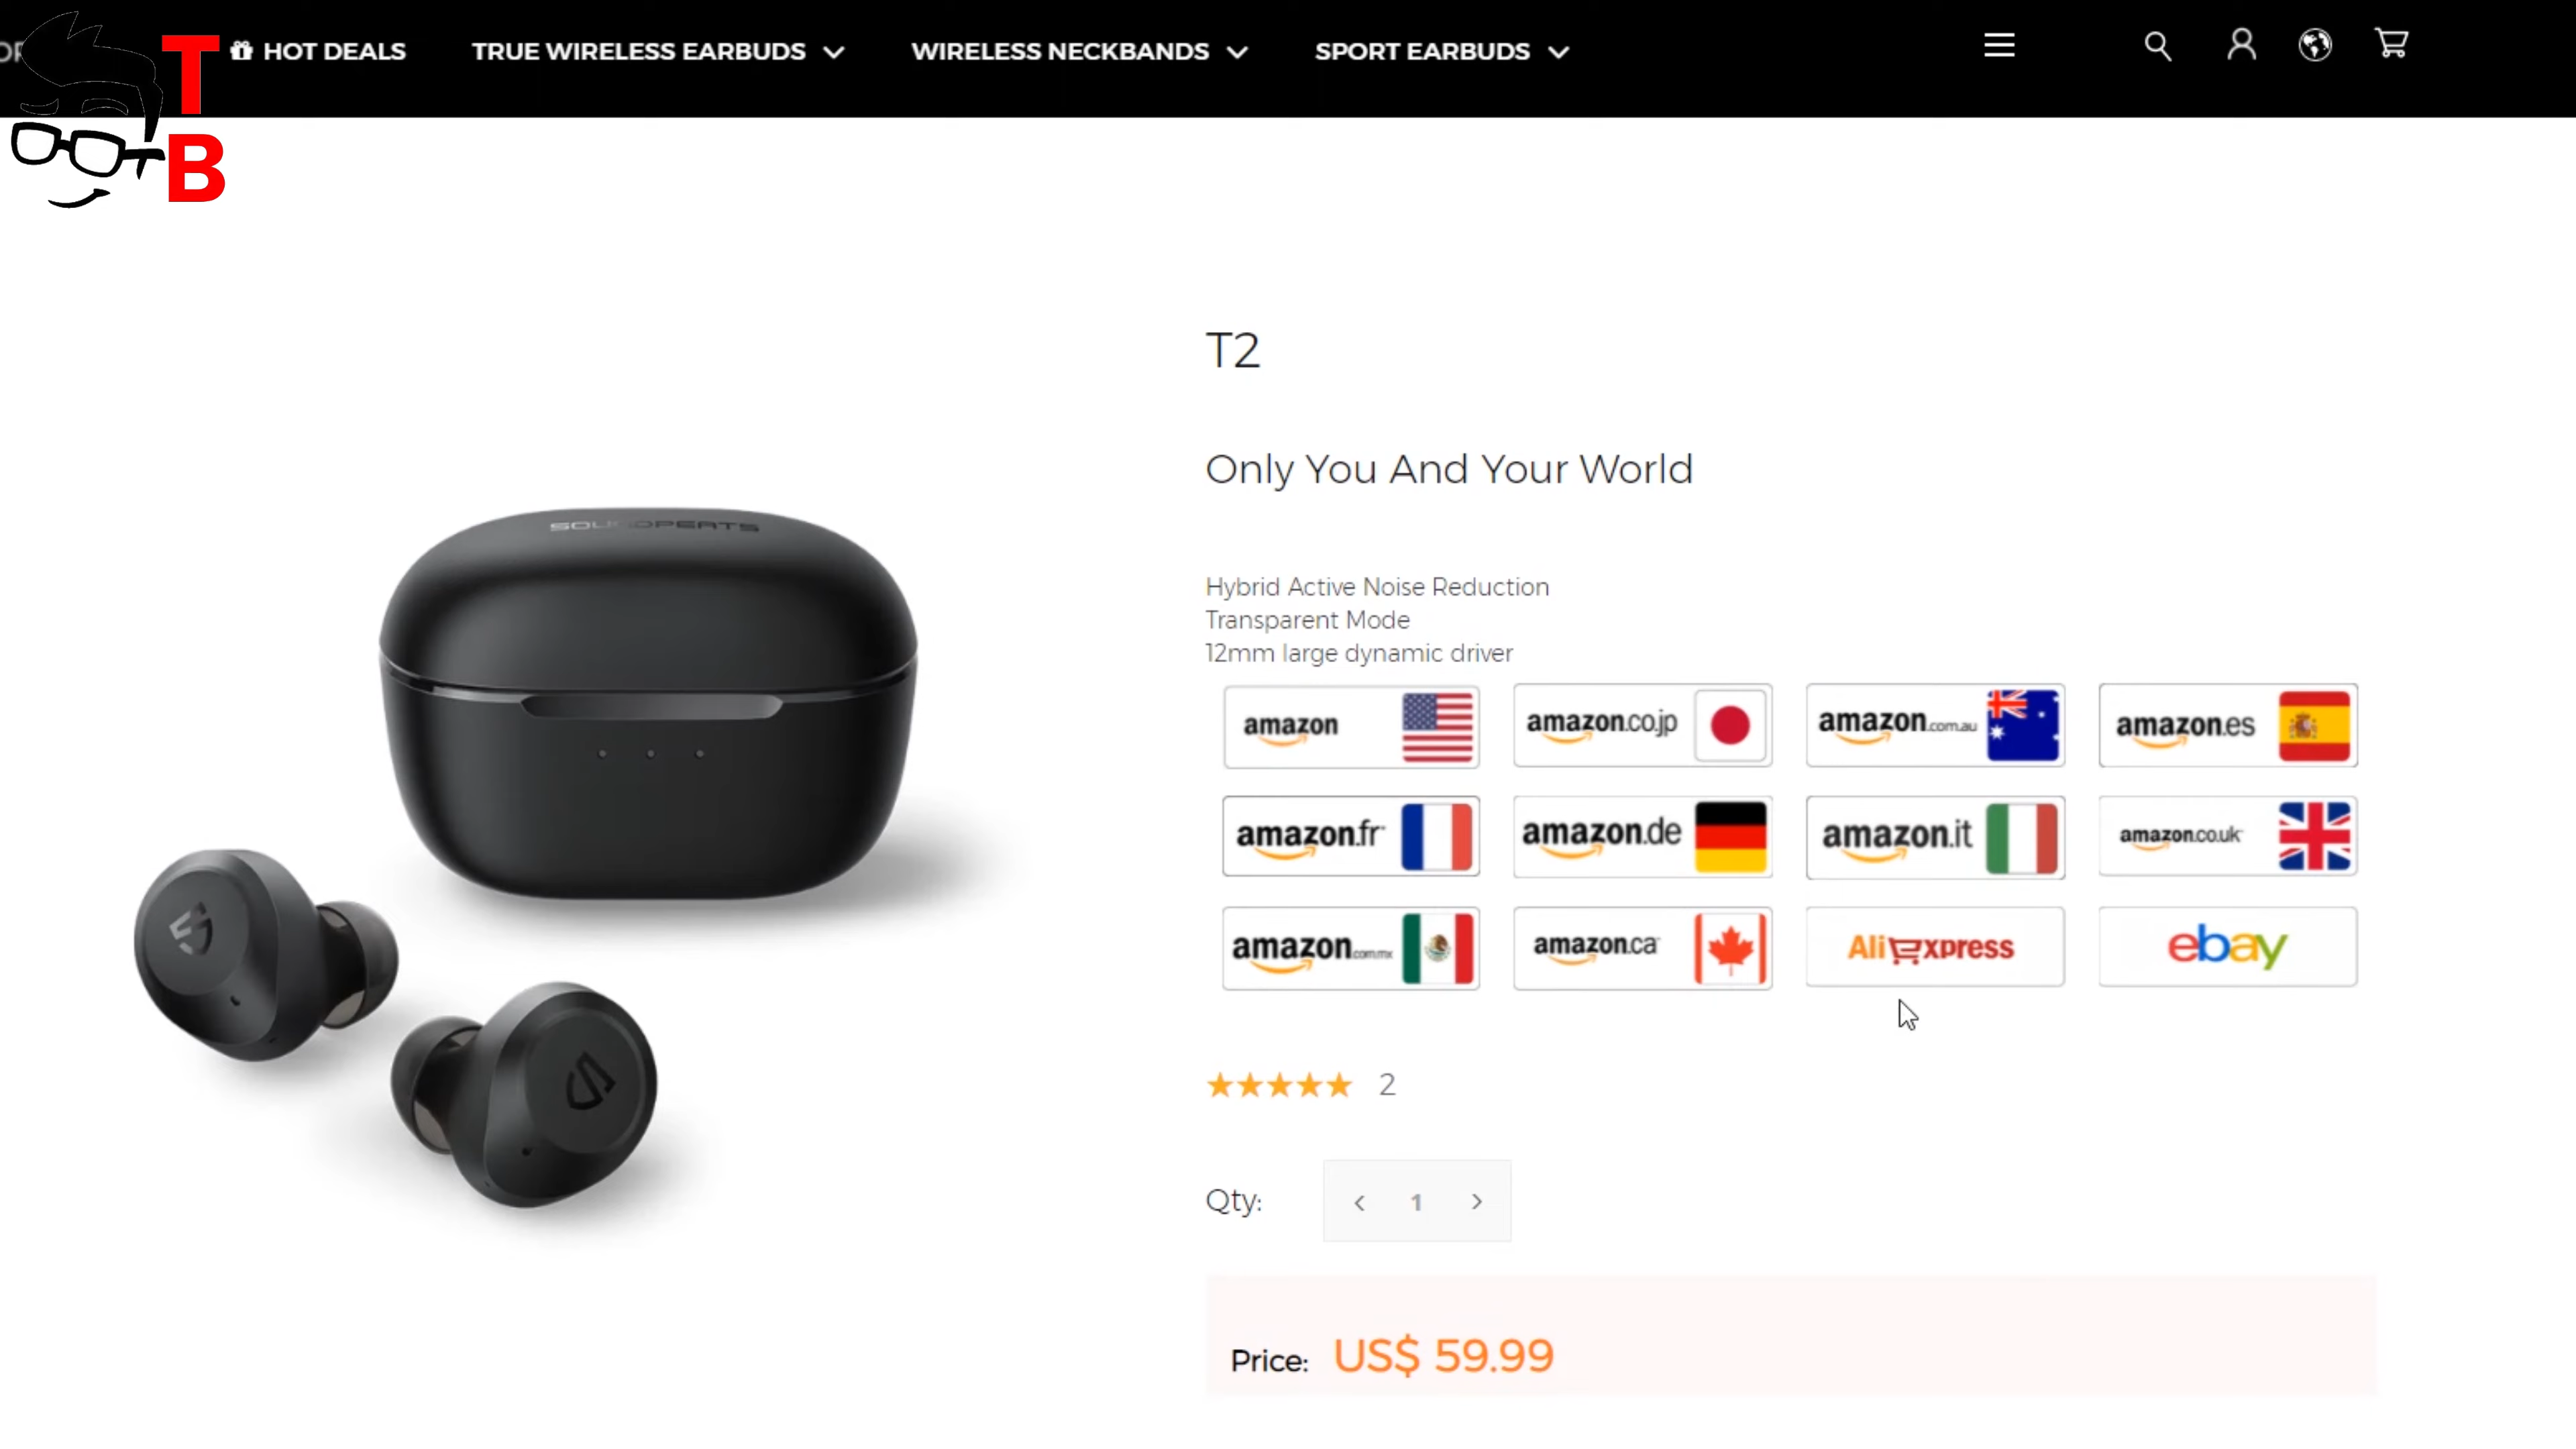 T
B
HOT DEALS
TRUE WIRELESS EARBUDS
WIRELESS NECKBANDS
SPORT EARBUDS
T2
Only You And Your World
SOUNDPEATS
Hybrid Active Noise Reduction
Transparent Mode
12mm large dynamic driver
amazon
amazon.co.jp
amazon.com.au
amazon.es
amazon.fr
amazon.de
amazon.it
amazon.co.uk
amazon.com.mx
amazon.ca
AliExpress
ebay
2
Qty:
1
Price: US$ 59.99